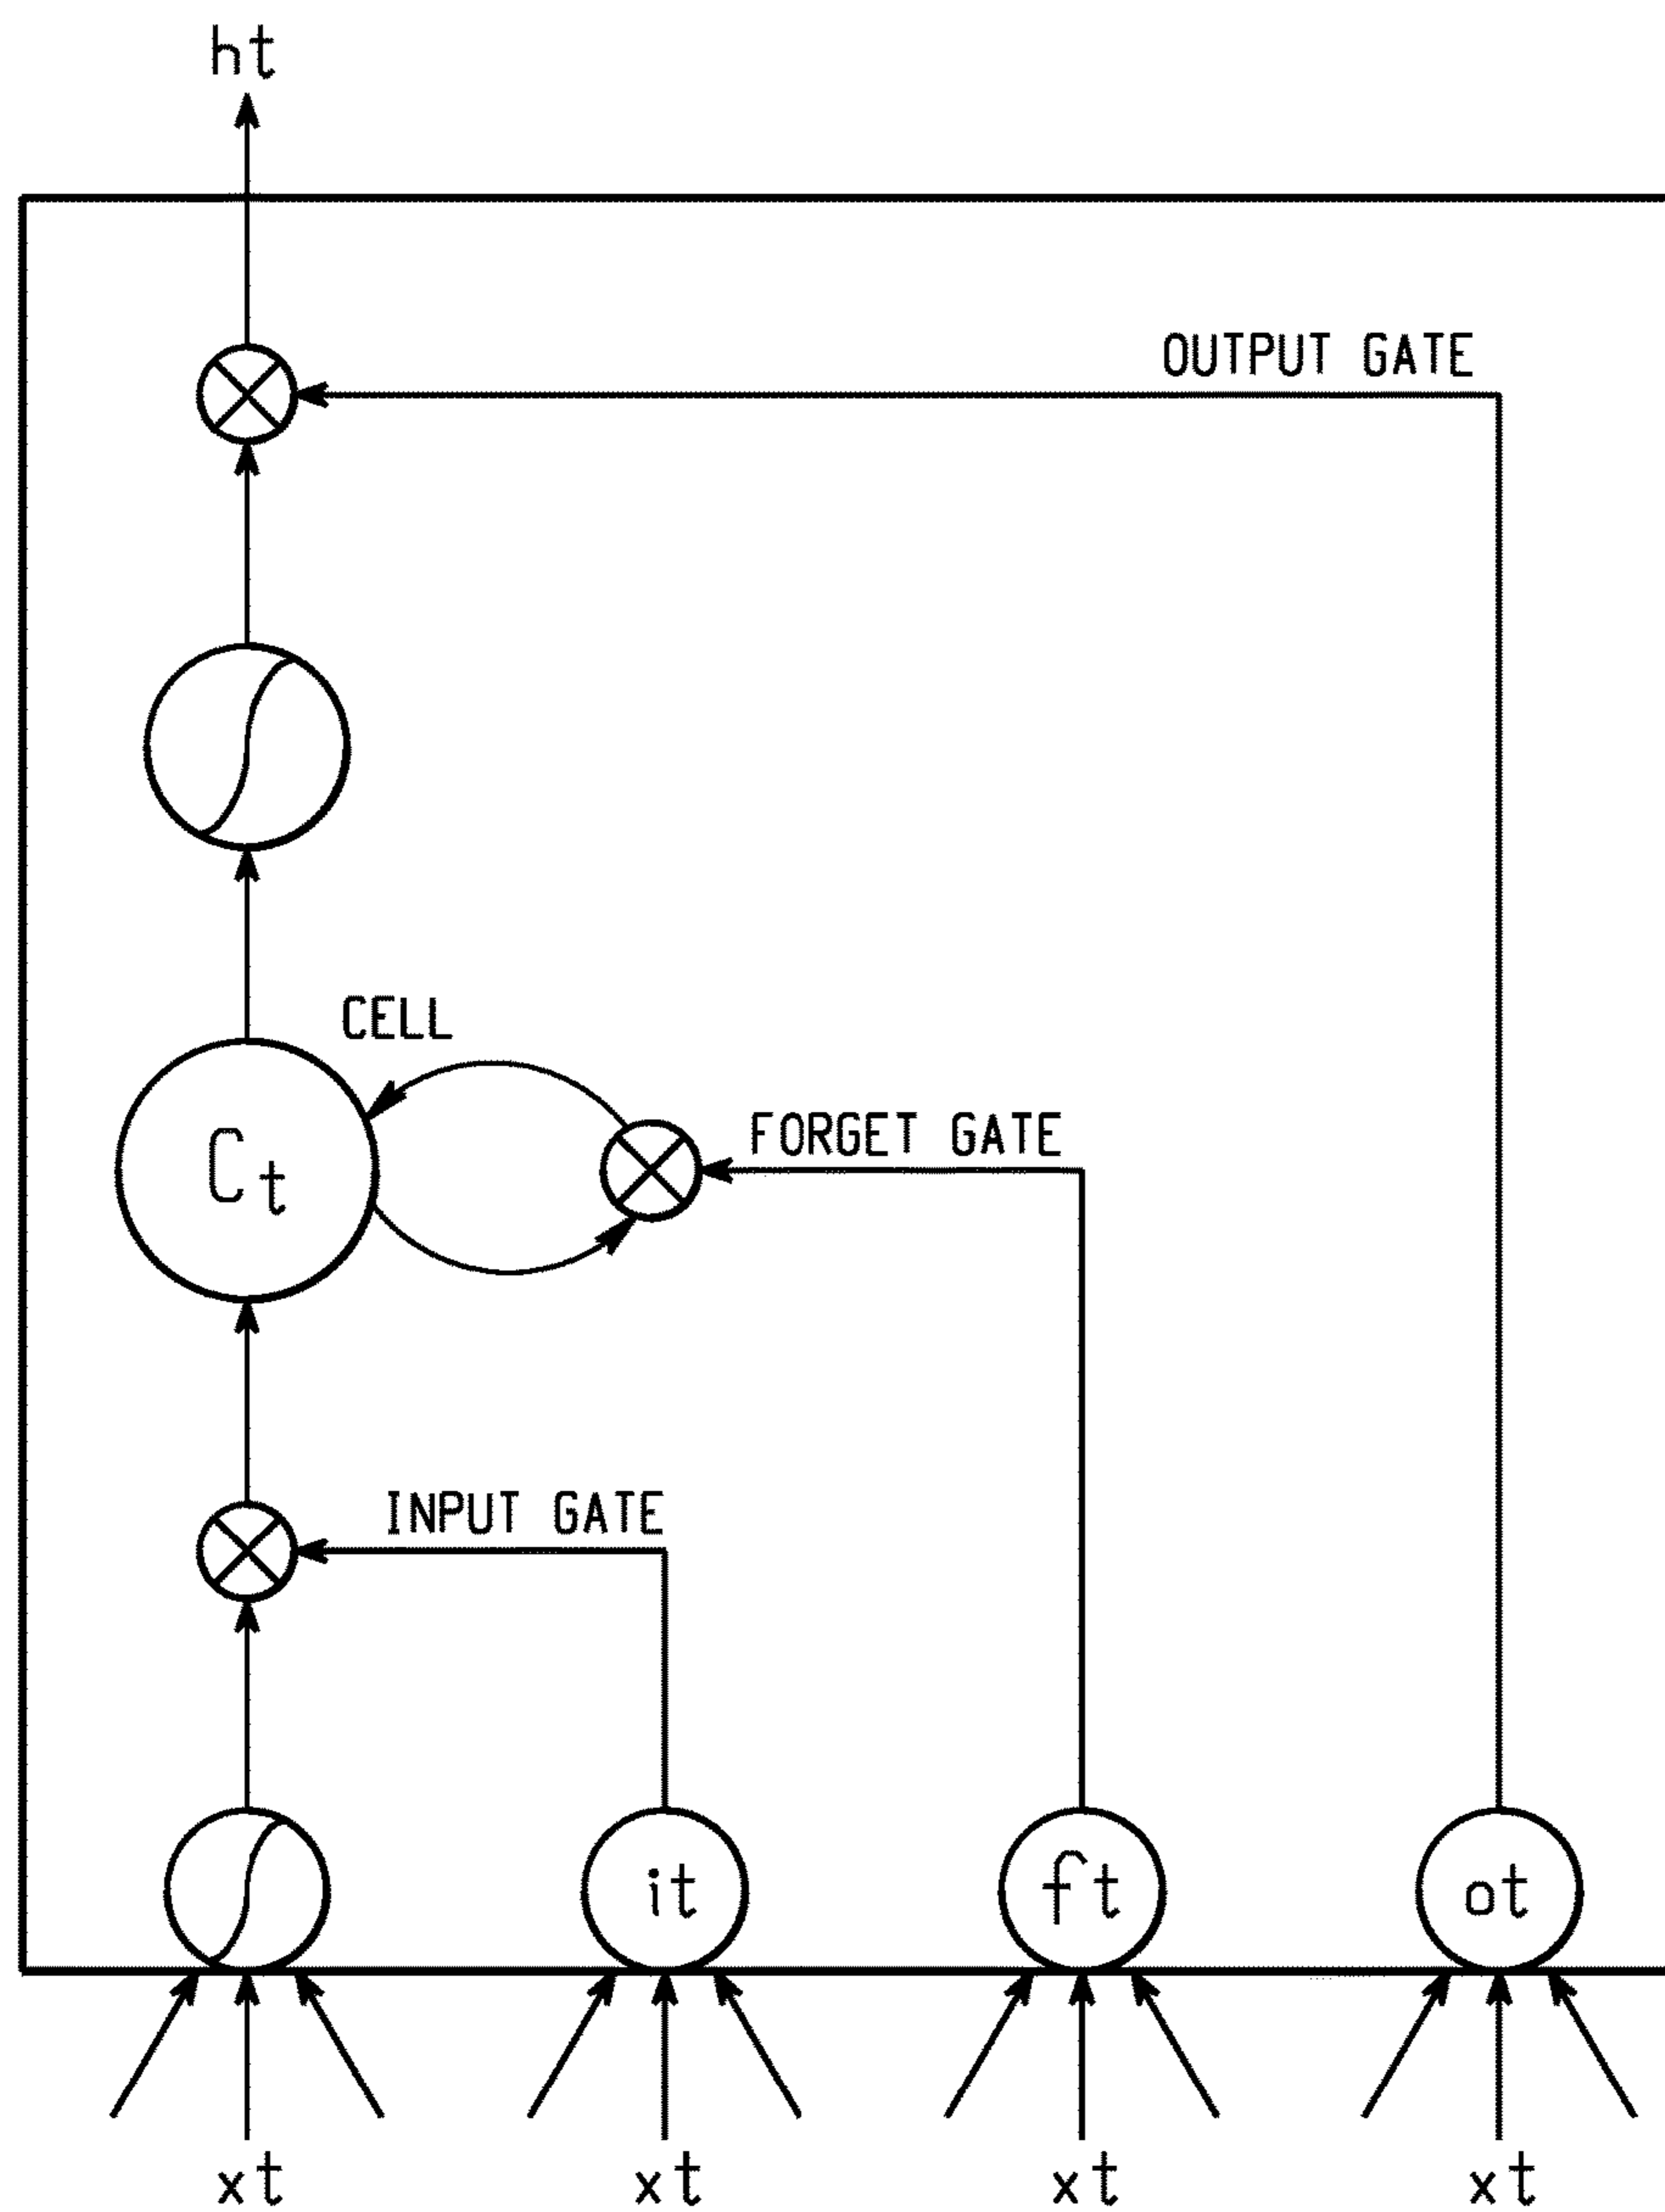 ht
OUTPUT GATE
CELL
Ct
FORGET GATE
INPUT GATE
it
ft
ot
xt
xt
xt
xt